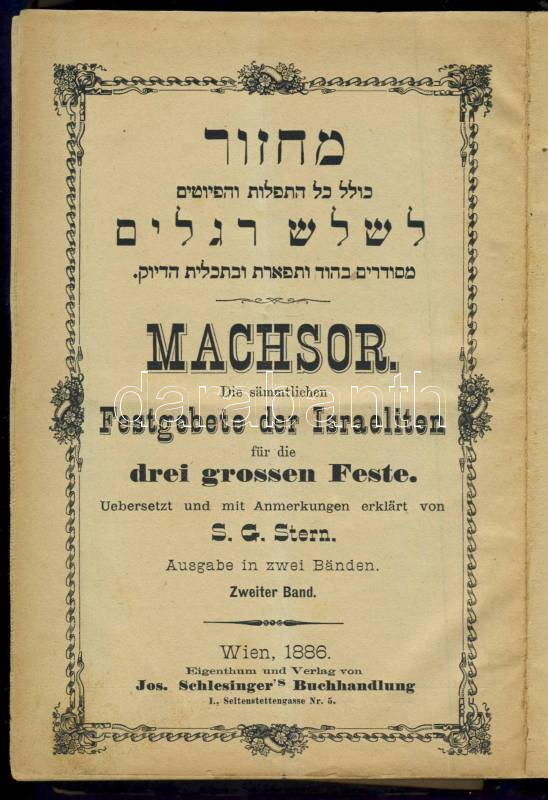 מחזור
כולל כל התפלות והפיוטים
לשלש רגלים
מסודרים בהוד ותפארת ובתכלית הדיוק.
MACHSOR.
Die sämmtlichen
darabanth
Festgebete der Israeliten
für die
drei grossen Feste.
Uebersetzt und mit Anmerkungen erklärt von
S. G. Stern.
Ausgabe in zwei Bänden.
Zweiter Band.
Wien, 1886.
Eigenthum und Verlag von
Jos. Schlesinger's Buchhandlung
I., Seitenstettengasse Nr. 5.